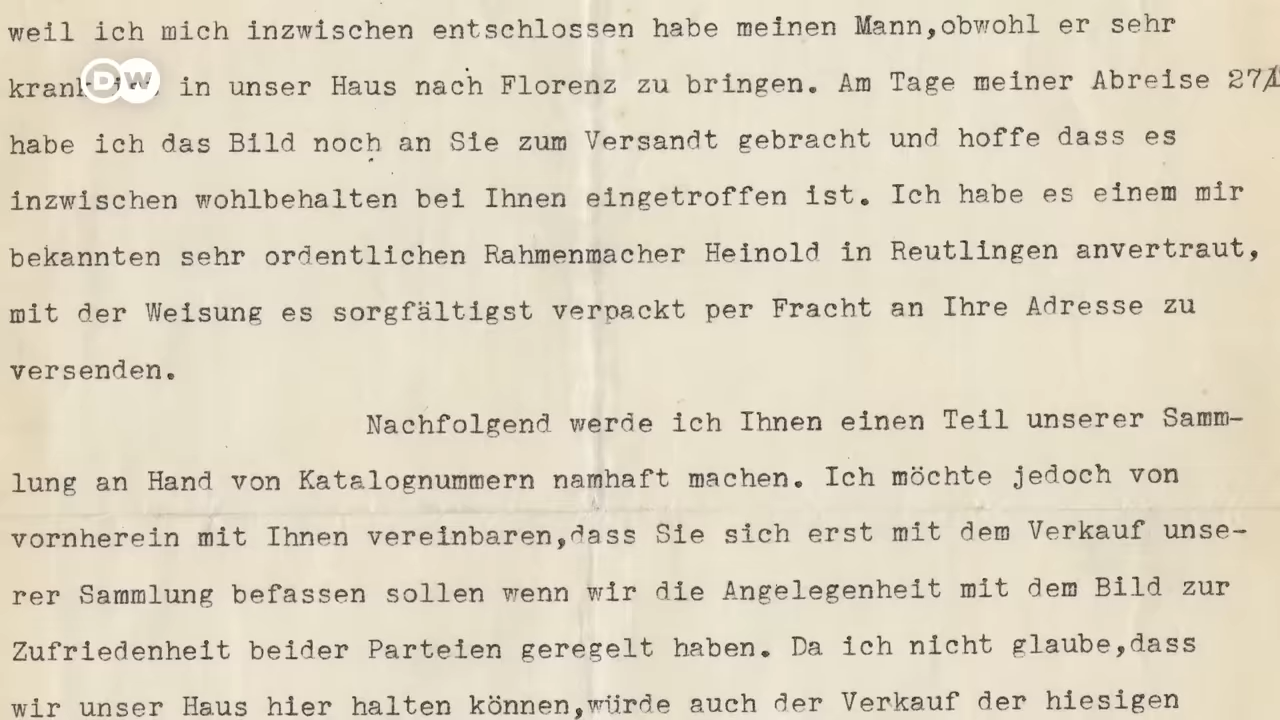 weil ich mich inzwischen entschlossen habe meinen Mann,obwohl er sehr
DW
in unser Haus nach Florenz zu bringen. Am Tage meiner Abreise
habe ich das Bild noch an Sie zum Versandt gebracht und hoffe dass es
inzwischen wohlbehalten bei Ihnen eingetroffen ist. Ich habe es einem mir
bekannten sehr ordentlichen Rahmenmacher Heinold in Reutlingen anvertraut,
mit der Weisung es sorgfältigst verpackt per Fracht an Ihre Adresse zu
versenden.
Nachfolgend werde ich Ihnen einen Teil unserer Samm-
lung an Hand von Katalognummern namhaft machen. Ich möchte jedoch von
vornherein mit Ihnen vereinbaren,dass Sie sich erst mit dem Verkauf unse-
rer Sammlung befassen sollen wenn wir die Angelegenheit mit dem Bild zur
Zufriedenheit beider Parteien geregelt haben. Da ich nicht glaube,dass
wir unser Haus hier halten können,würde auch der Verkauf der hiesigen